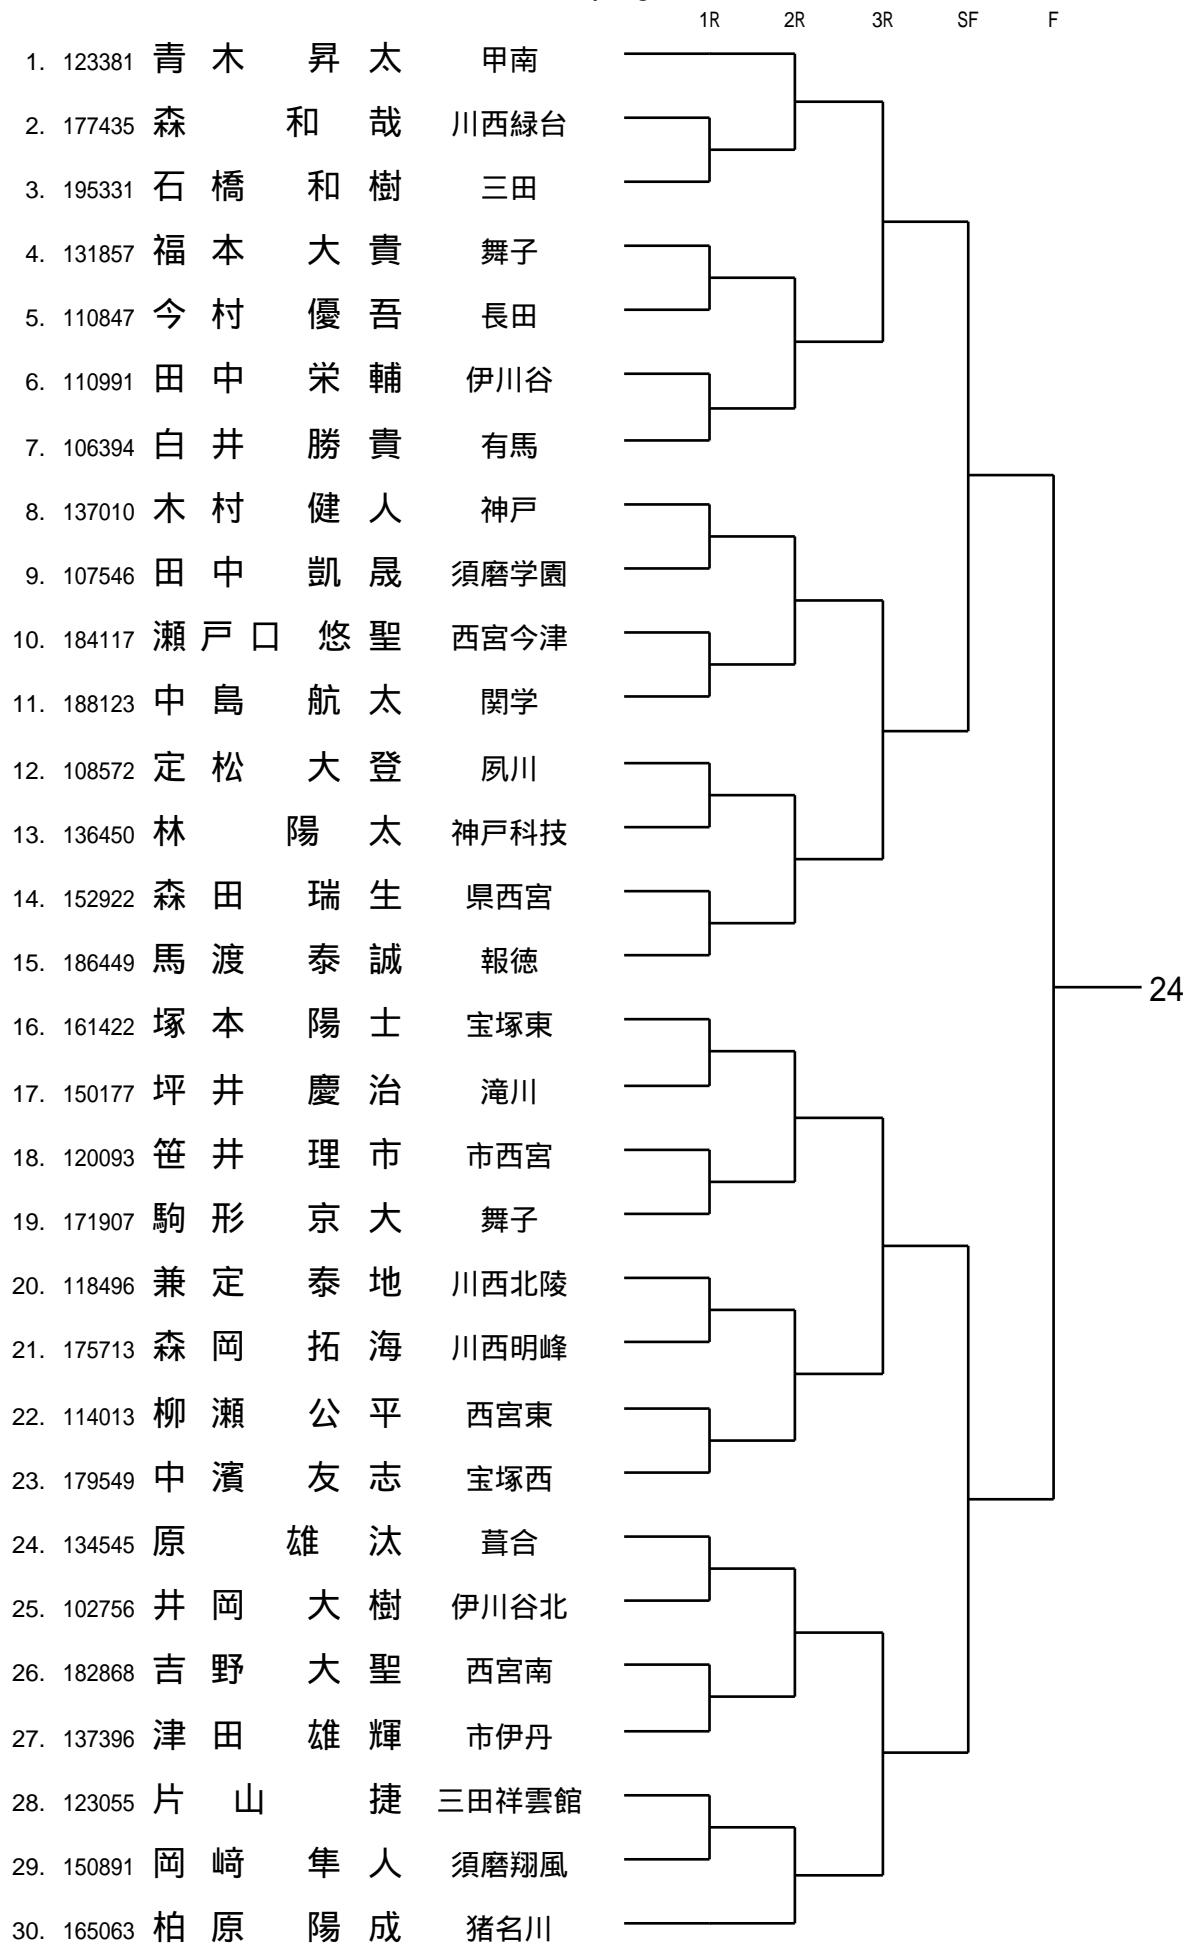 1R 2R 3R SF F
1. 123381 青木 昇太 甲南
2. 177435 森 和哉 川西緑台
3. 195331 石橋 和樹 三田
4. 131857 福本 大貴 舞子
5. 110847 今村 優吾 長田
6. 110991 田中 栄輔 伊川谷
7. 106394 白井 勝貴 有馬
8. 137010 木村 健人 神戸
9. 107546 田中 凱晟 須磨学園
10. 184117 瀬戸口 悠聖 西宮今津
11. 188123 中島 航太 関学
12. 108572 定松 大登 夙川
13. 136450 林 陽太 神戸科技
14. 152922 森田 瑞生 県西宮
15. 186449 馬渡 泰誠 報徳
24
16. 161422 塚本 陽士 宝塚東
17. 150177 坪井 慶治 滝川
18. 120093 笹井 理市 市西宮
19. 171907 駒形 京大 舞子
20. 118496 兼定 泰地 川西北陵
21. 175713 森岡 拓海 川西明峰
22. 114013 柳瀬 公平 西宮東
23. 179549 中濱 友志 宝塚西
24. 134545 原 雄汰 葺合
25. 102756 井岡 大樹 伊川谷北
26. 182868 吉野 大聖 西宮南
27. 137396 津田 雄輝 市伊丹
28. 123055 片山 捷 三田祥雲館
29. 150891 岡﨑 隼人 須磨翔風
30. 165063 柏原 陽成 猪名川